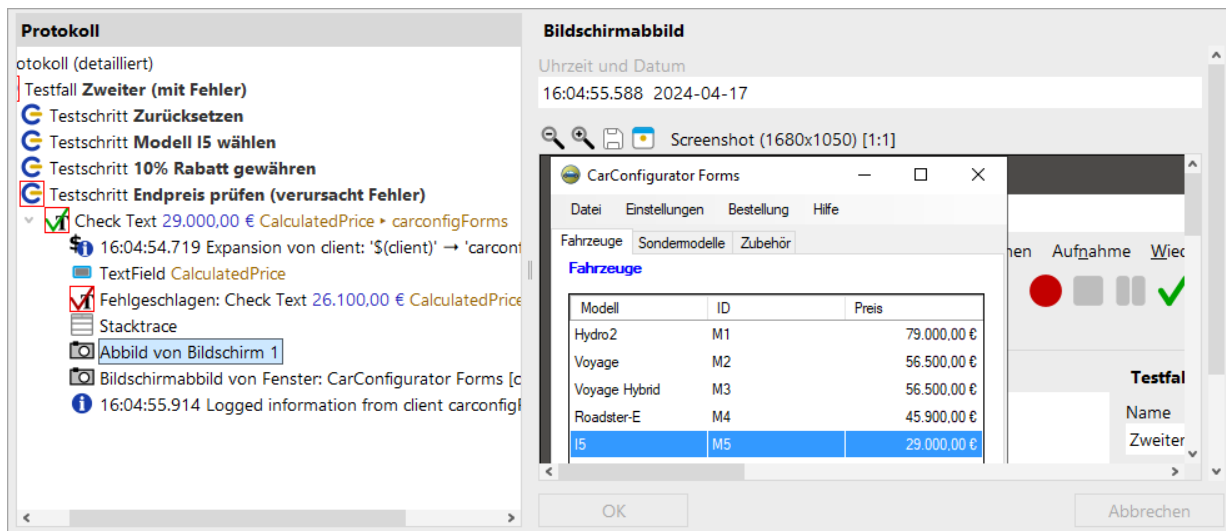 Protokoll
otokoll (detailliert)
Testfall Zweiter (mit Fehler)
Testschritt Zurücksetzen
Testschritt Modell I5 wählen
Testschritt 10% Rabatt gewähren
Testschritt Endpreis prüfen (verursacht Fehler)
Check Text 29.000,00 € CalculatedPrice ▸ carconfigForms
16:04:54.719 Expansion von client: '$(client)' → 'carconf
TextField CalculatedPrice
Fehlgeschlagen: Check Text 26.100,00 € CalculatedPrice
Stacktrace
Abbild von Bildschirm 1
Bildschirmabbild von Fenster: CarConfigurator Forms [c
16:04:55.914 Logged information from client carconfigF
Bildschirmabbild
Uhrzeit und Datum
16:04:55.588 2024-04-17
Screenshot (1680x1050) [1:1]
CarConfigurator Forms
Datei Einstellungen Bestellung Hilfe
Fahrzeuge Sondermodelle Zubehör
Fahrzeuge
Modell ID Preis
Hydro2 M1 79.000,00 €
Voyage M2 56.500,00 €
Voyage Hybrid M3 56.500,00 €
Roadster-E M4 45.900,00 €
I5 M5 29.000,00 €
nen Aufnahme Wied
Testfal
Name
Zweiter
OK Abbrechen